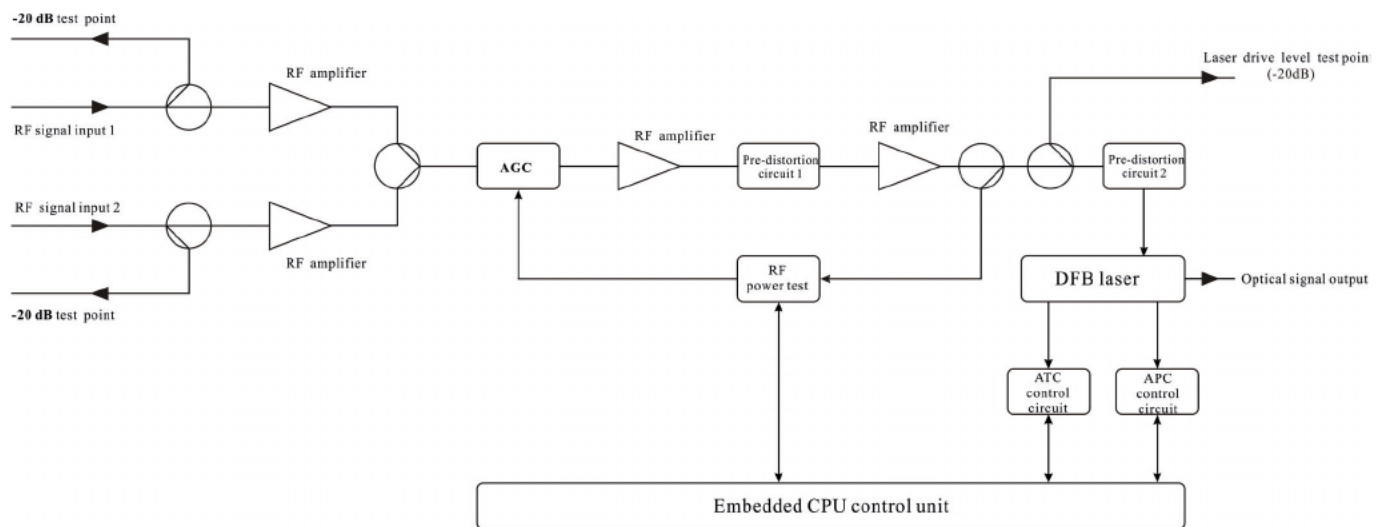 -20 dB test point
RF amplifier
RF signal input 1
RF signal input 2
RF amplifier
-20 dB test point
AGC
RF amplifier
Pre-distortion
circuit 1
RF amplifier
Laser drive level test poin
(-20dB)
Pre-distortion
circuit 2
RF
power test
DFB laser
Optical signal output
ATC
control
circuit
APC
control
circuit
Embedded CPU control unit